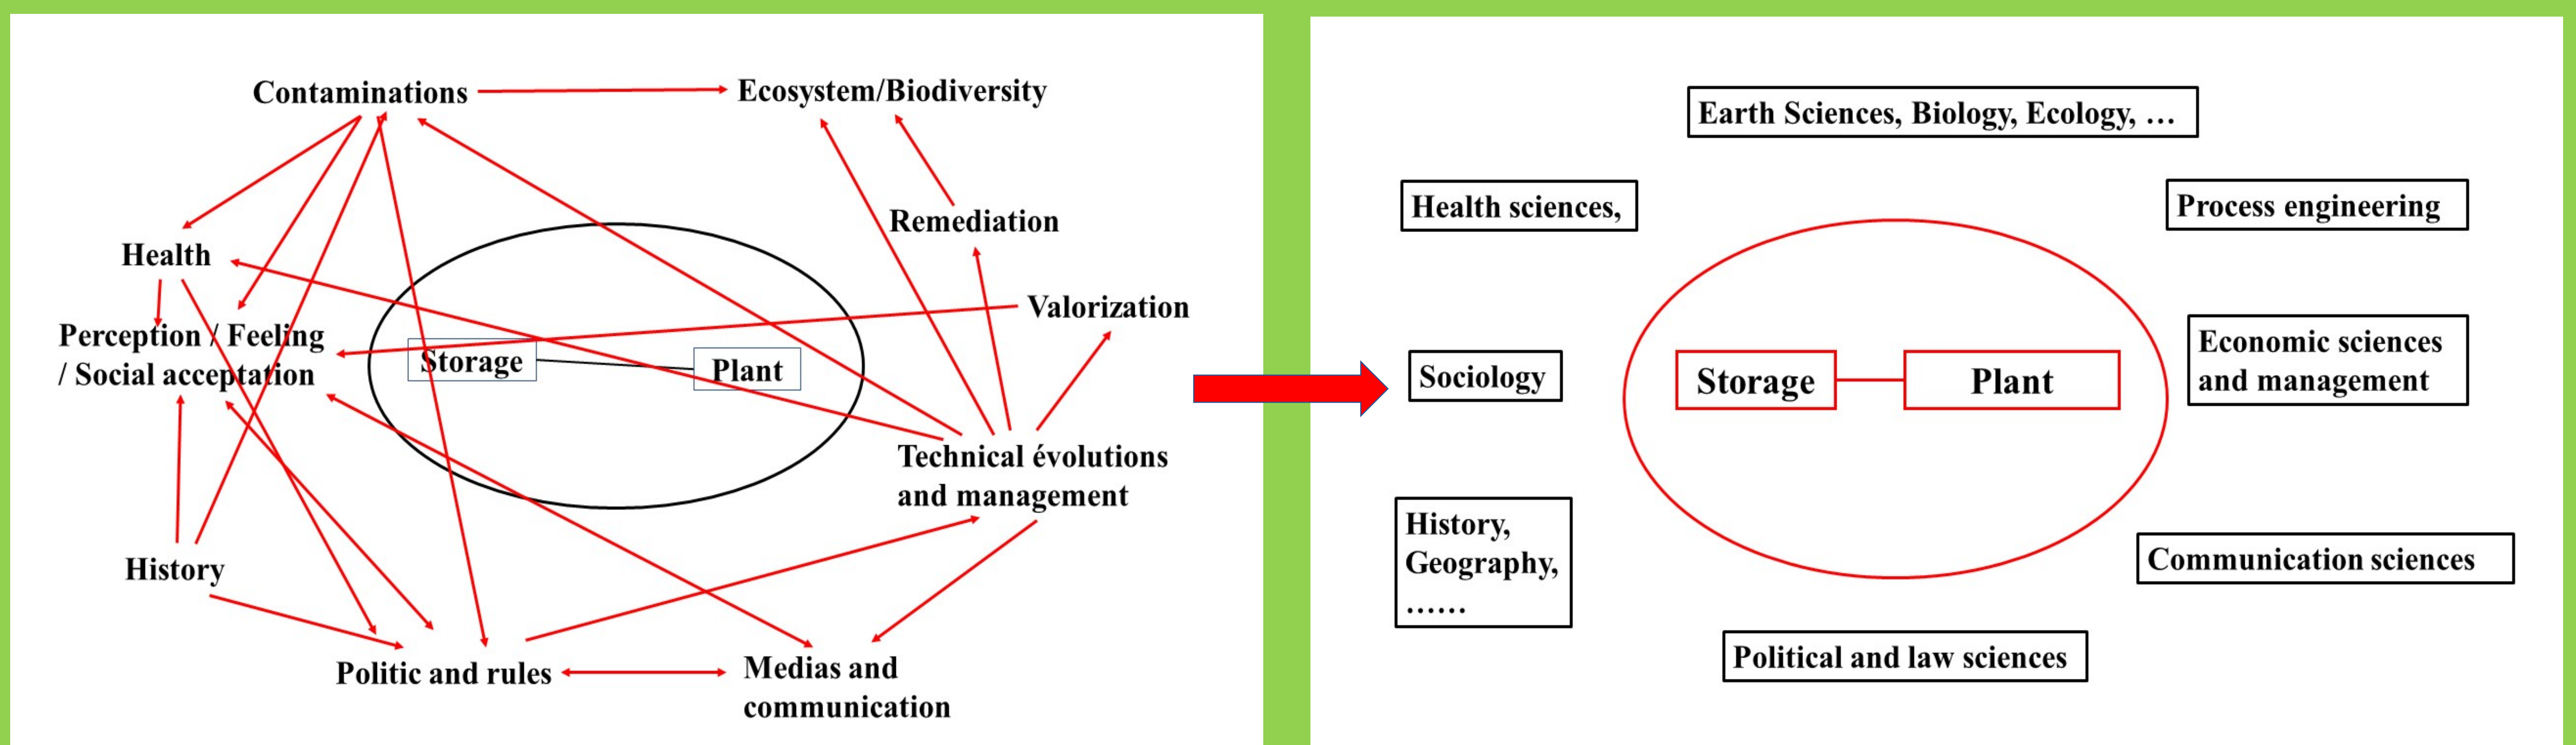 Contaminations
Ecosystem/Biodiversity
Remediation
Health
Valorization
Perception / Feeling
/ Social acceptation
Storage
Plant
Technical évolutions
and management
History
Politic and rules
Medias and
communication
Earth Sciences, Biology, Ecology, …
Health sciences,
Process engineering
Economic sciences
and management
Sociology
Storage
Plant
History,
Geography,
……
Communication sciences
Political and law sciences